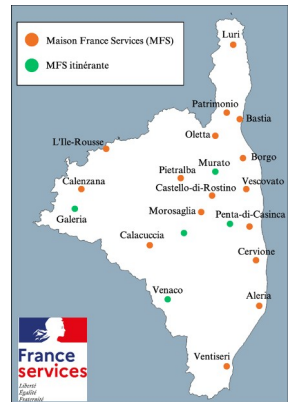 Maison France Services (MFS)
MFS itinérante
Luri
Patrimonio
Bastia
Oletta
L'Ile-Rousse
Borgo
Murato
Pietralba
Calenzana
Castello-di-Rostino
Vescovato
Morosaglia
Penta-di-Casinca
Galeria
Calacuccia
Cervione
Venaco
Aleria
Ventiseri
France
services
Liberté
Égalité
Fraternité